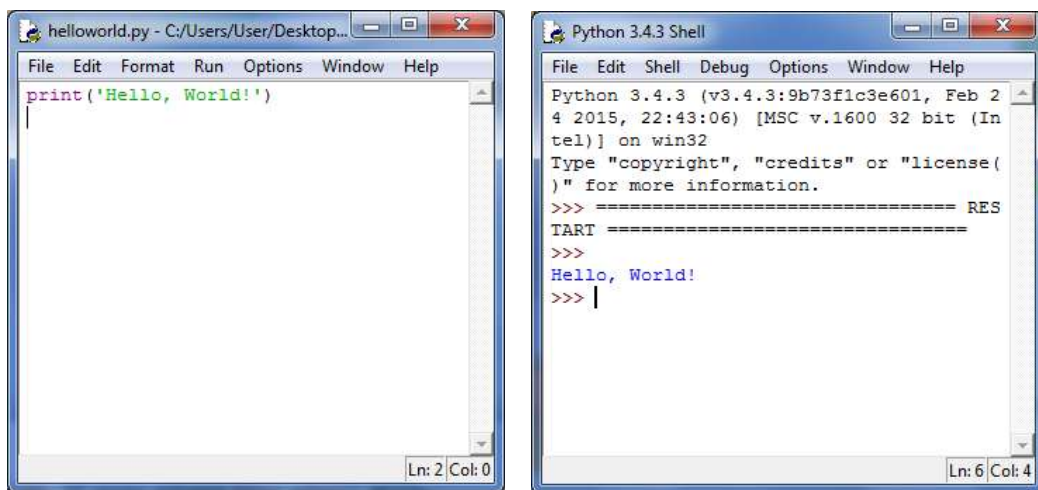 helloworld.py - C:/Users/User/Desktop...
File Edit Format Run Options Window Help
print('Hello, World!')
Ln: 2 Col: 0
Python 3.4.3 Shell
File Edit Shell Debug Options Window Help
Python 3.4.3 (v3.4.3:9b73f1c3e601, Feb 2
4 2015, 22:43:06) [MSC v.1600 32 bit (In
tel)] on win32
Type "copyright", "credits" or "license(
)" for more information.
>>> ================================ RES
TART ================================
>>>
Hello, World!
>>>
Ln: 6 Col: 4